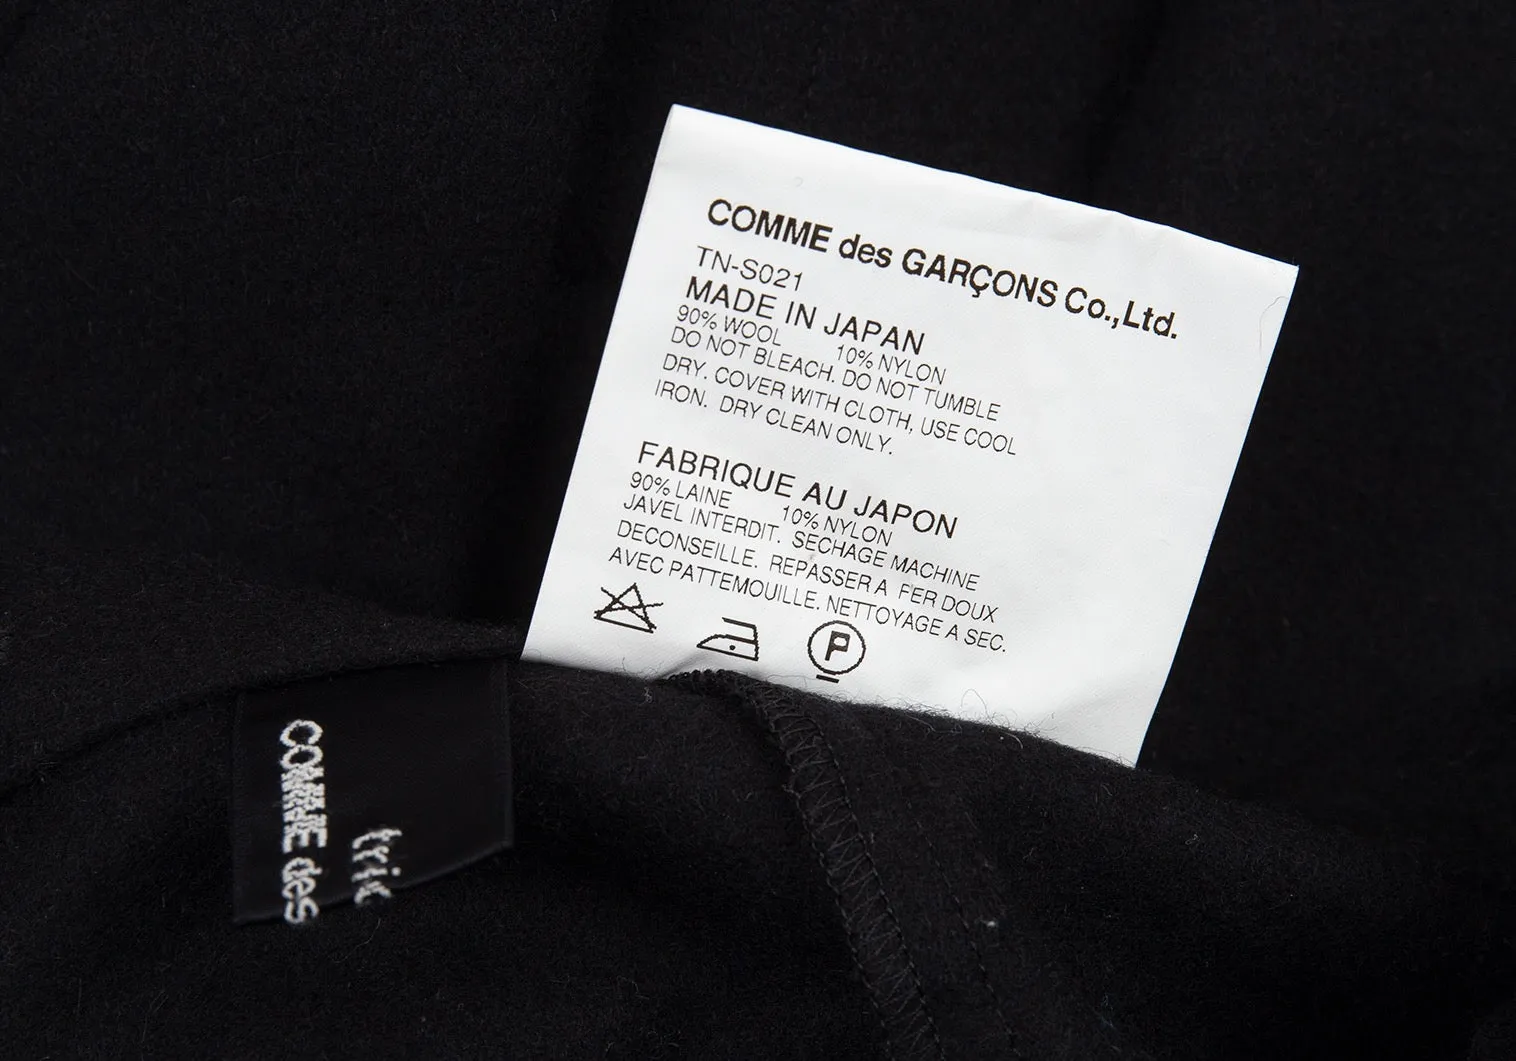 COMME des GARÇONS Co.,Ltd.
TN-S021
MADE IN JAPAN
90% WOOL 10% NYLON
DO NOT BLEACH. DO NOT TUMBLE
DRY. COVER WITH CLOTH, USE COOL
IRON. DRY CLEAN ONLY.
FABRIQUE AU JAPON
90% LAINE 10% NYLON
JAVEL INTERDIT. SECHAGE MACHINE
DECONSEILLE. REPASSER A FER DOUX
AVEC PATTEMOUILLE. NETTOYAGE A SEC.
P
tric
COMME des